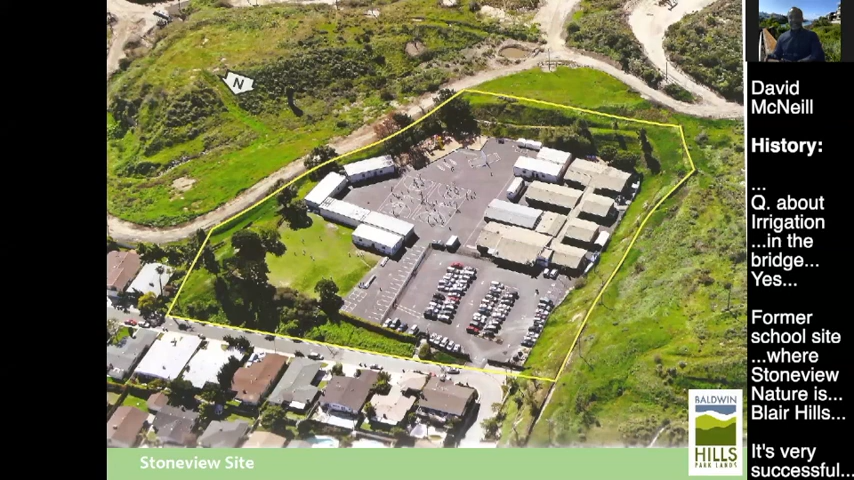 N
Stoneview Site
BALDWIN
HILLS
PARK LANDS
David
McNeill
History:
...
Q. about
Irrigation
...in the
bridge...
Yes...
Former
school site
...where
Stoneview
Nature is...
Blair Hills...
It's very
successful...